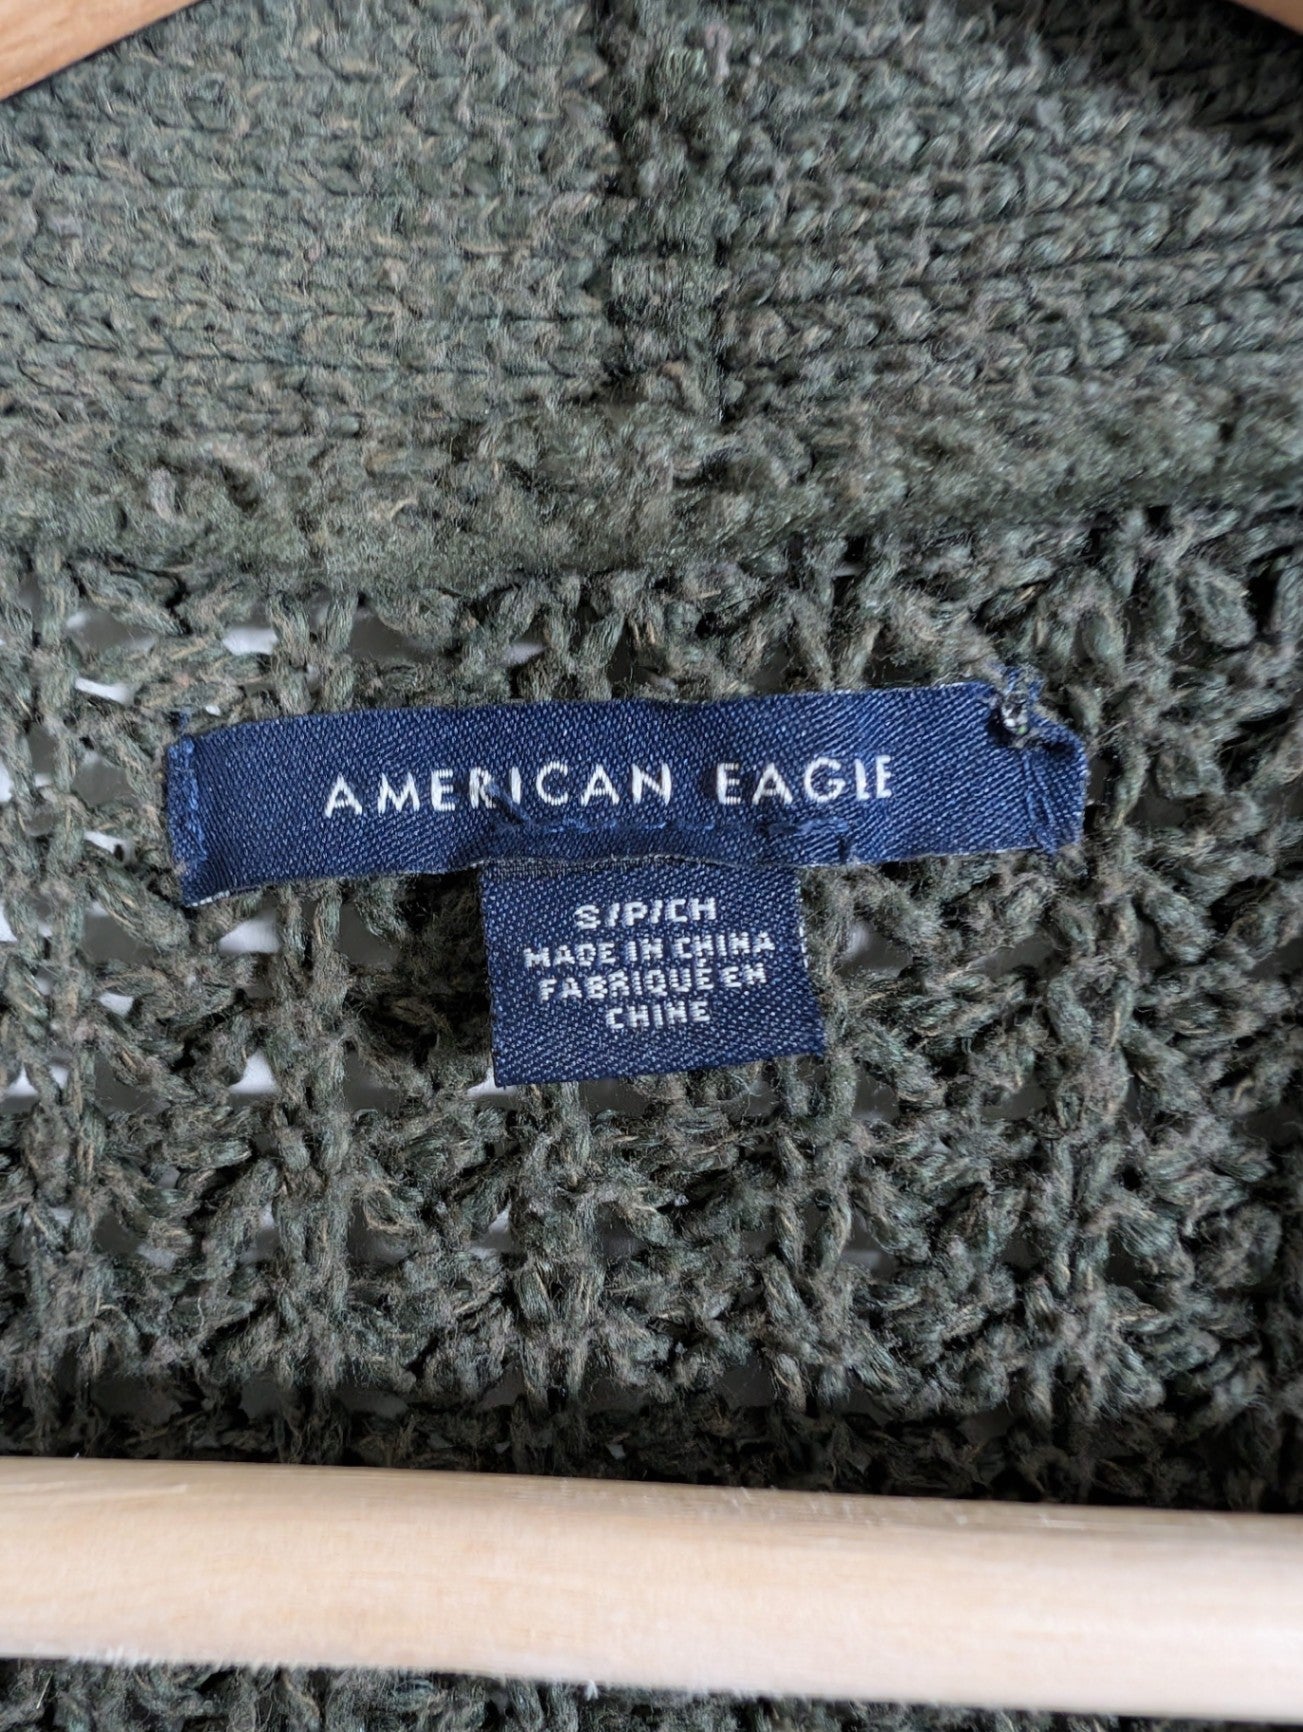 AMERICAN EAGLE
S/P/CH
MADE IN CHINA
FABRIQUÉ EN
CHINE